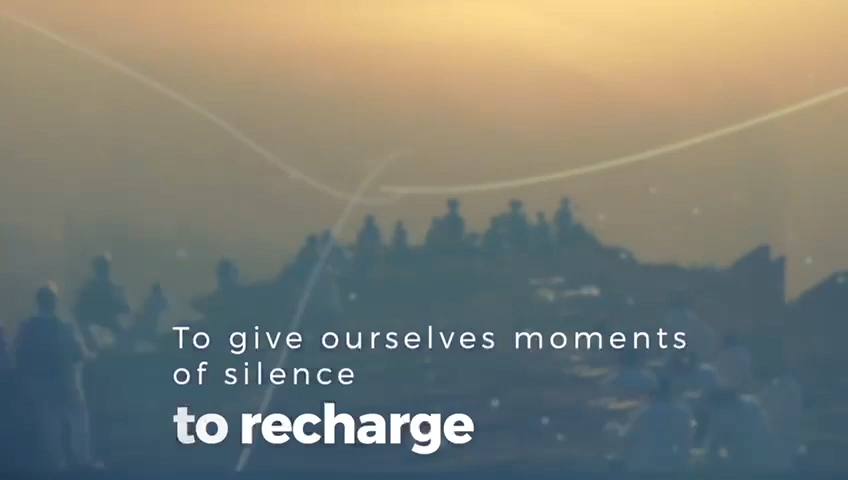 To give ourselves moments
of silence
to recharge